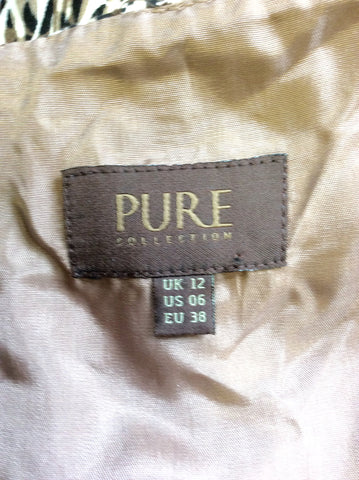 PURE
COLLECTION
UK 12
US 06
EU 38